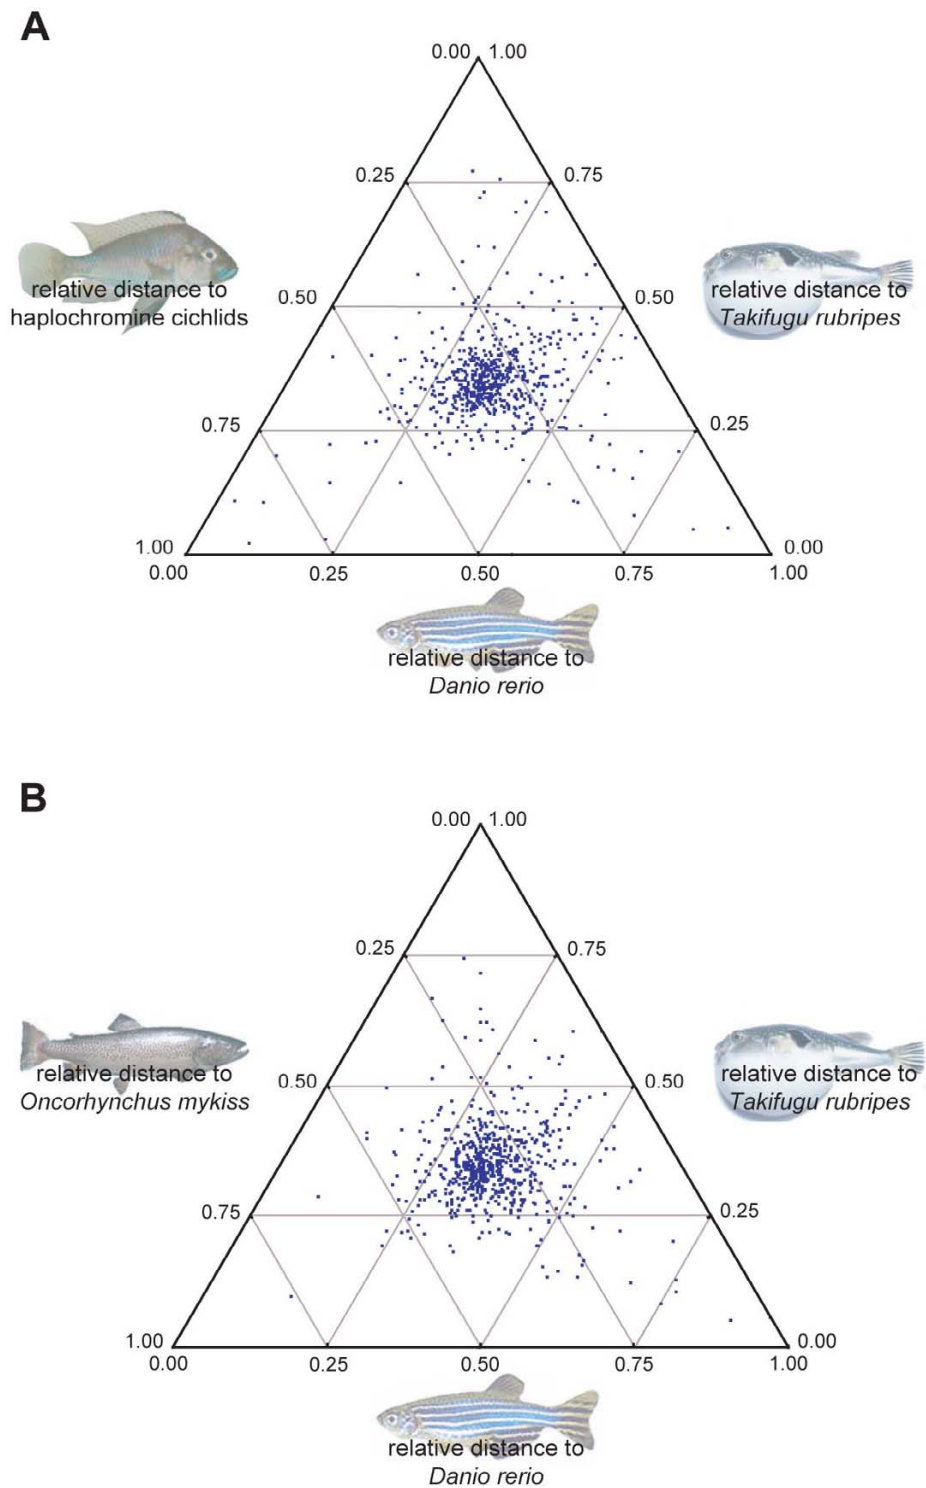 A
0.00 1.00
0.25 0.75
relative distance to
haplochromine cichlids
0.50 0.50
relative distance to
Takifugu rubripes
0.75 0.25
1.00 0.00
0.00 0.25 0.50 0.75 1.00
relative distance to
Danio rerio
B
0.00 1.00
0.25 0.75
relative distance to
Oncorhynchus mykiss
0.50 0.50
relative distance to
Takifugu rubripes
0.75 0.25
1.00 0.00
0.00 0.25 0.50 0.75 1.00
relative distance to
Danio rerio